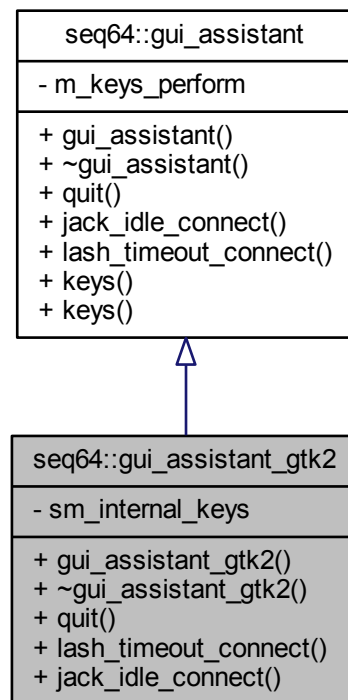 seq64::gui_assistant
- m_keys_perform
+ gui_assistant()
+ ~gui_assistant()
+ quit()
+ jack_idle_connect()
+ lash_timeout_connect()
+ keys()
+ keys()
seq64::gui_assistant_gtk2
- sm_internal_keys
+ gui_assistant_gtk2()
+ ~gui_assistant_gtk2()
+ quit()
+ lash_timeout_connect()
+ jack_idle_connect()